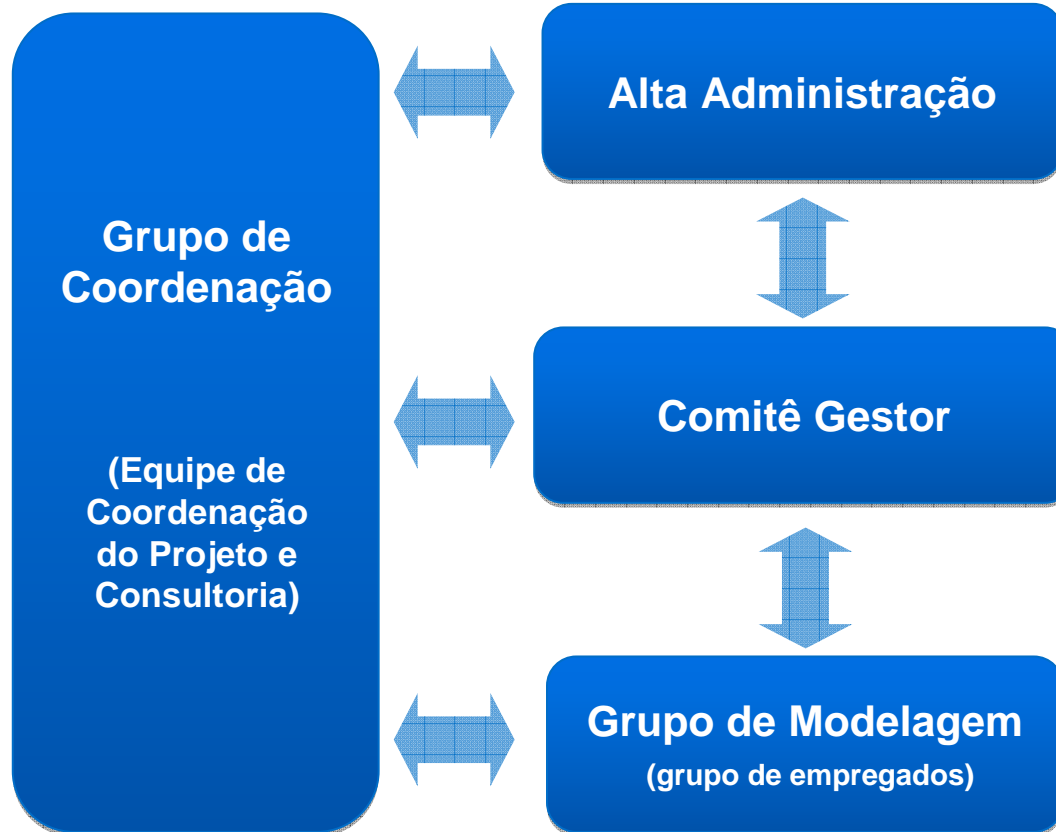 Grupo de
Coordenação
(Equipe de
Coordenação
do Projeto e
Consultoria)
Alta Administração
Comitê Gestor
Grupo de Modelagem
(grupo de empregados)